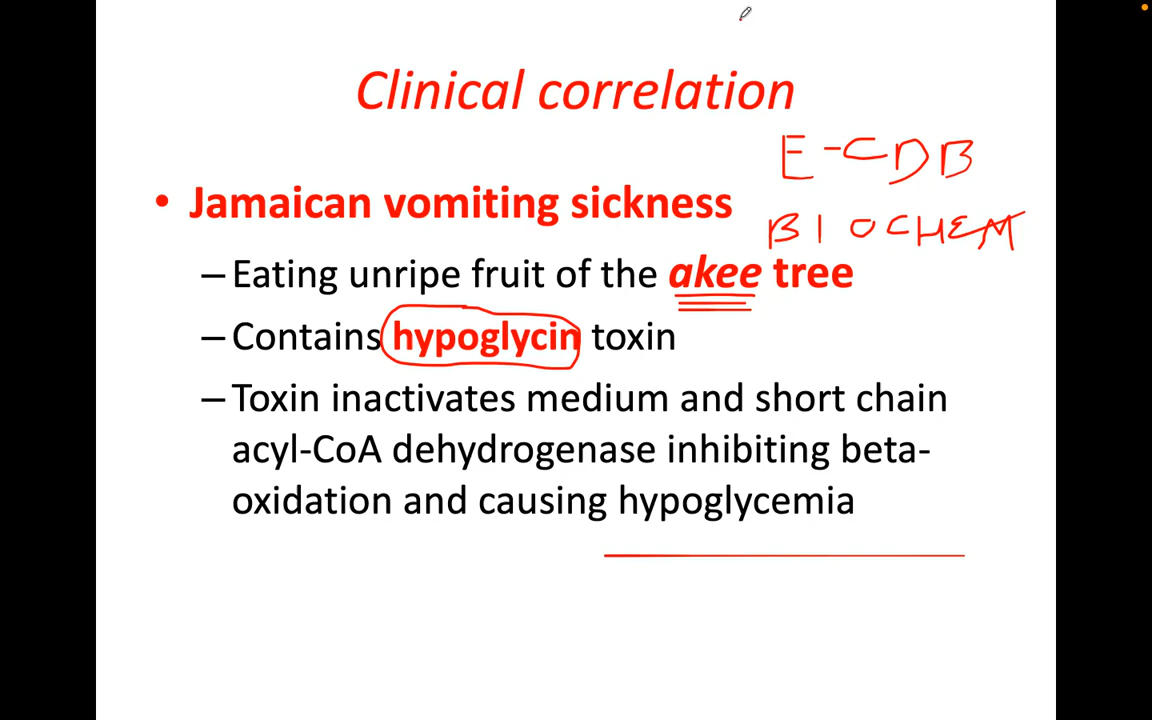 Clinical correlation
E-CDB
BIOCHEM
• Jamaican vomiting sickness
–Eating unripe fruit of the akee tree
–Contains hypoglycin toxin
–Toxin inactivates medium and short chain
acyl-CoA dehydrogenase inhibiting beta-
oxidation and causing hypoglycemia